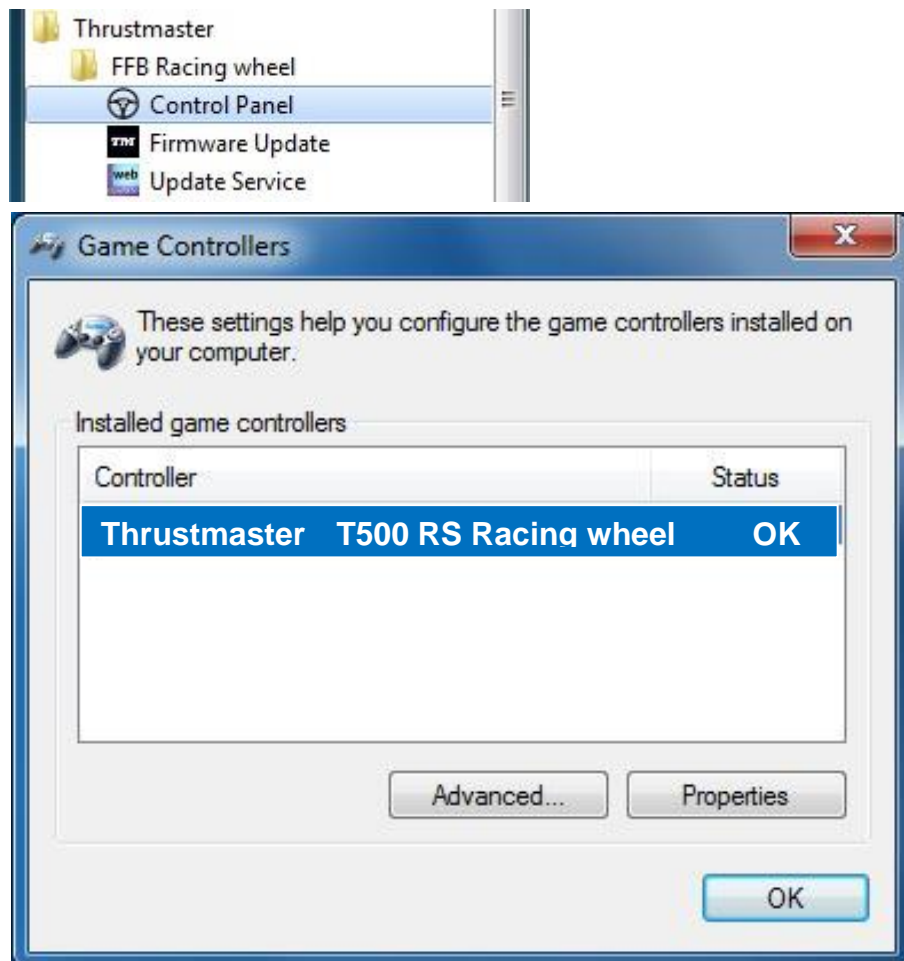 Thrustmaster
FFB Racing wheel
Control Panel
TM Firmware Update
web Update Service
Game Controllers
These settings help you configure the game controllers installed on
your computer.
Installed game controllers
Controller Status
Thrustmaster T500 RS Racing wheel OK
Advanced... Properties
OK